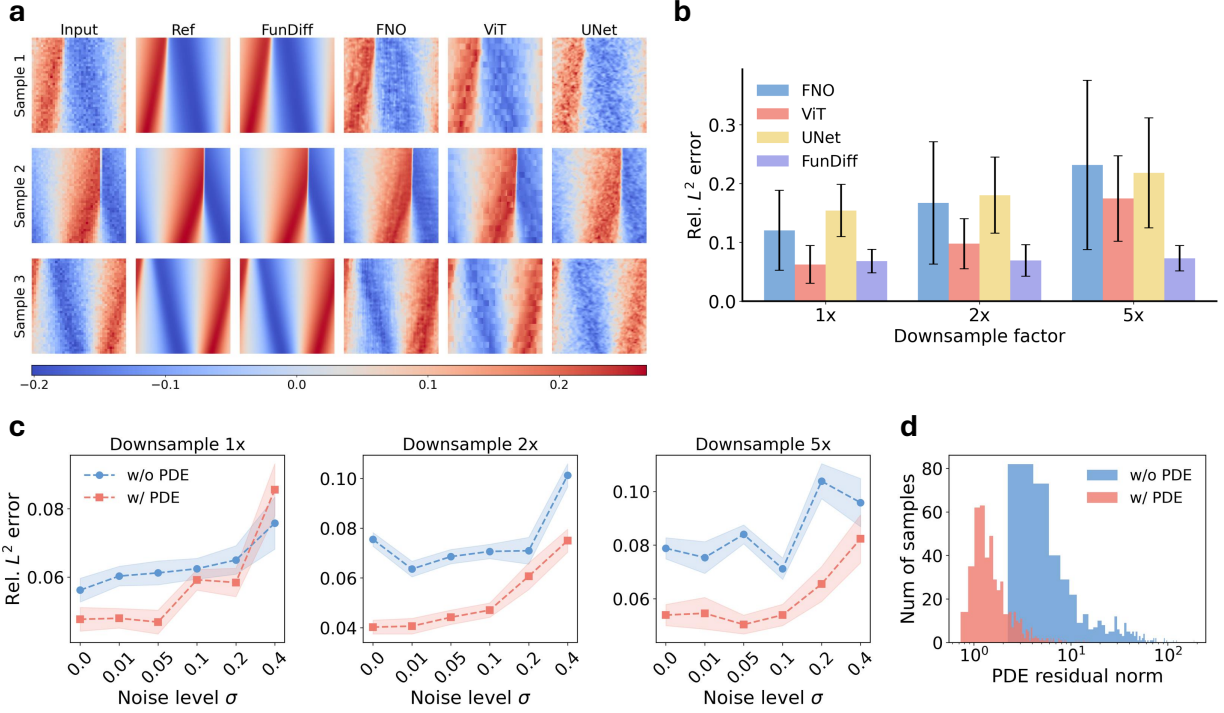 a
Input Ref FunDiff FNO ViT UNet
Sample 1
Sample 2
Sample 3
−0.2 −0.1 0.0 0.1 0.2
b
FNO
ViT
UNet
FunDiff
Rel. L² error
0.3
0.2
0.1
0.0
1x 2x 5x
Downsample factor
c
Downsample 1x
w/o PDE
w/ PDE
Rel. L² error
0.08
0.06
0.0 0.01 0.05 0.1 0.2 0.4
Noise level σ
Downsample 2x
0.10
0.08
0.06
0.04
0.0 0.01 0.05 0.1 0.2 0.4
Noise level σ
Downsample 5x
0.10
0.08
0.06
0.0 0.01 0.05 0.1 0.2 0.4
Noise level σ
d
w/o PDE
w/ PDE
Num of samples
80
60
40
20
0
10⁰ 10¹ 10²
PDE residual norm